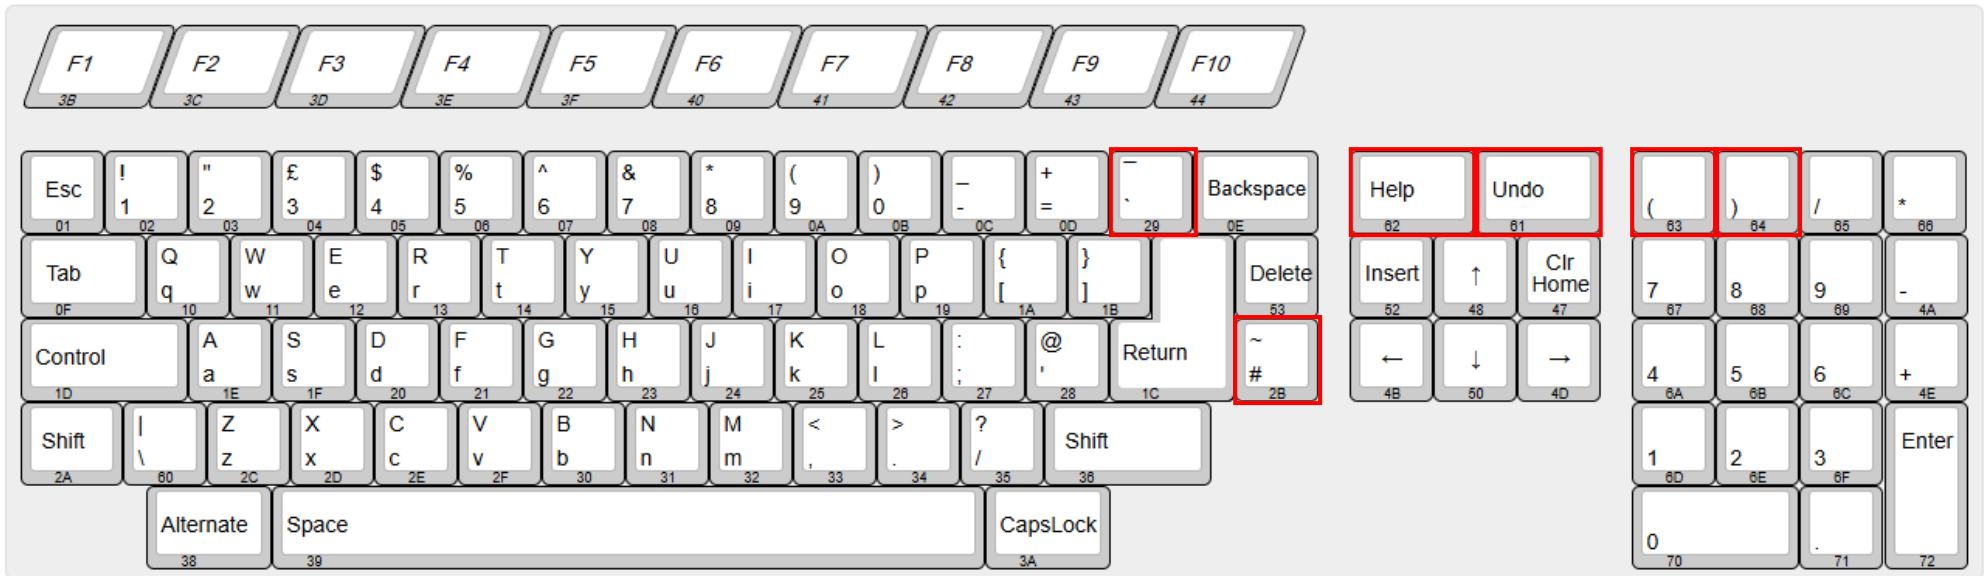 F1 F2 F3 F4 F5 F6 F7 F8 F9 F10
3B 3C 3D 3E 3F 40 41 42 43 44
! " £ $ % ^ & * ( ) _ + ¯
Esc 1 2 3 4 5 6 7 8 9 0 - = ` Backspace Help Undo ( ) / *
01 02 03 04 05 06 07 08 09 0A 0B 0C 0D 29 0E 62 61 63 64 65 66
Q W E R T Y U I O P { }
Tab q w e r t y u i o p [ ] Delete Insert ↑ Clr Home 7 8 9 -
0F 10 11 12 13 14 15 16 17 18 19 1A 1B 53 52 48 47 67 68 69 4A
A S D F G H J K L : @ ~
Control a s d f g h j k l ; ' Return # ← ↓ → 4 5 6 +
1D 1E 1F 20 21 22 23 24 25 26 27 28 1C 2B 4B 50 4D 6A 6B 6C 4E
| Z X C V B N M < > ?
Shift \ z x c v b n m , . / Shift 1 2 3 Enter
2A 60 2C 2D 2E 2F 30 31 32 33 34 35 36 6D 6E 6F
Alternate Space CapsLock 0 .
38 39 3A 70 71 72